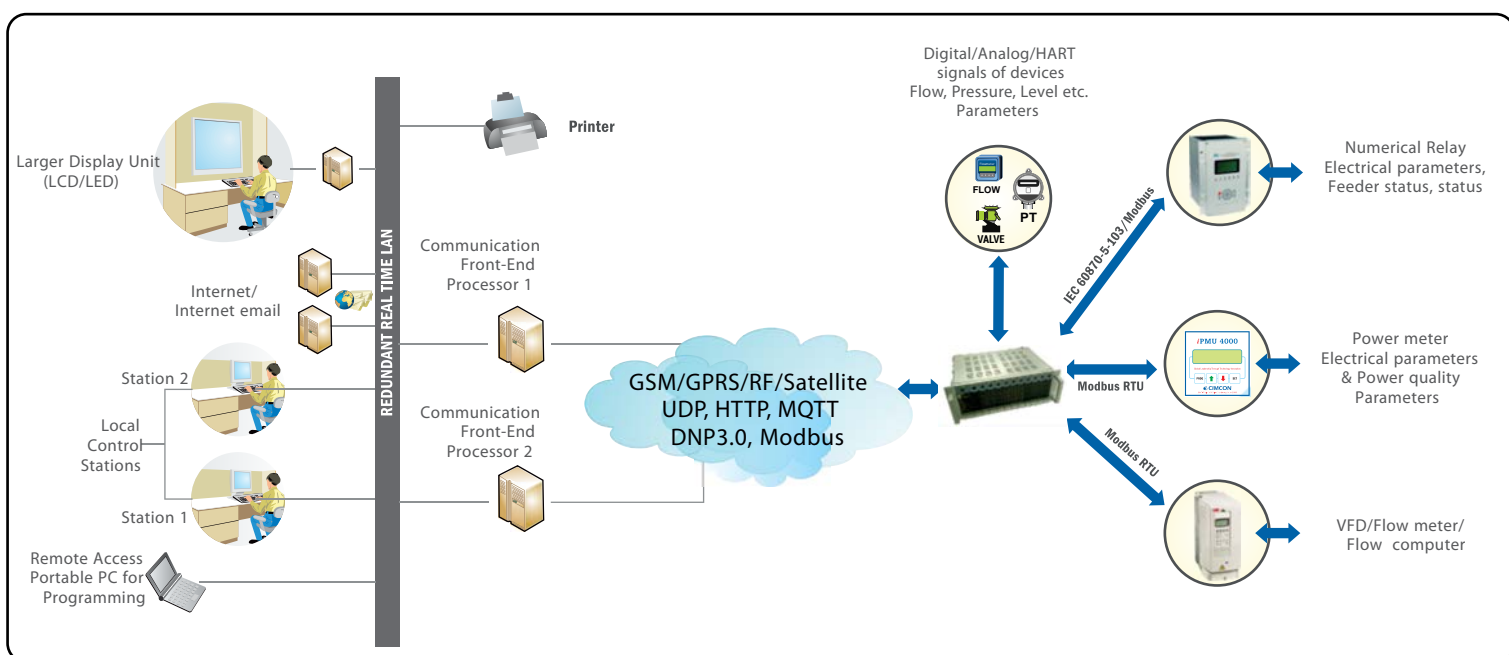 Larger Display Unit
(LCD/LED)
Internet/
Internet email
Station 2
Local
Control
Stations
Station 1
Remote Access
Portable PC for
Programming
REDUNDANT REAL TIME LAN
Printer
Communication
Front-End
Processor 1
Communication
Front-End
Processor 2
GSM/GPRS/RF/Satellite
UDP, HTTP, MQTT
DNP3.0, Modbus
Digital/Analog/HART
signals of devices
Flow, Pressure, Level etc.
Parameters
FLOW
PT
VALVE
IEC 60870-5-103/Modbus
Modbus RTU
Modbus RTU
Numerical Relay
Electrical parameters,
Feeder status, status
iPMU 4000
CIMCON
Power meter
Electrical parameters
& Power quality
Parameters
VFD/Flow meter/
Flow computer